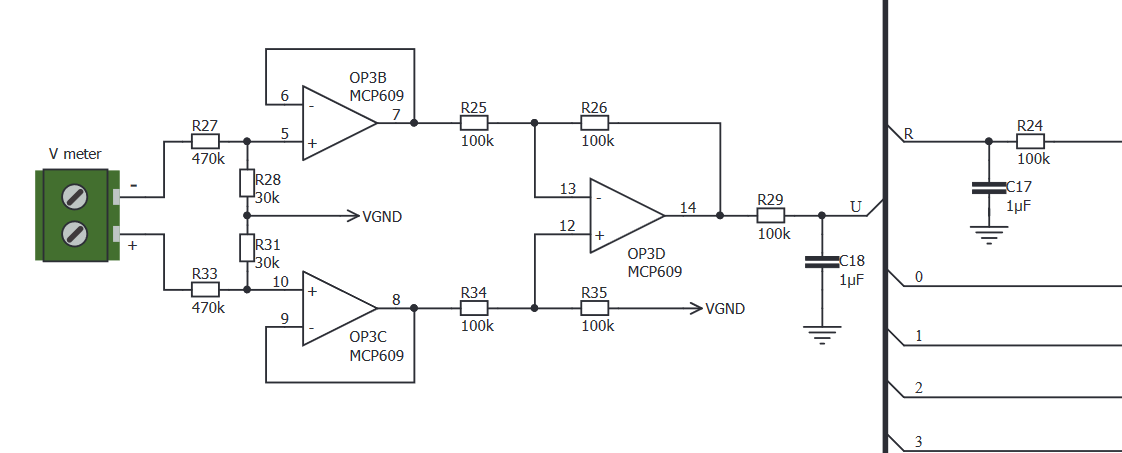 V meter
-
+
R27
470k
R28
30k
VGND
R31
30k
R33
470k
OP3B
MCP609
6
-
5
+
7
10
+
9
-
8
OP3C
MCP609
R25
100k
R26
100k
13
-
12
+
14
OP3D
MCP609
R34
100k
R35
100k
VGND
R29
100k
U
C18
1µF
R
R24
100k
C17
1µF
0
1
2
3